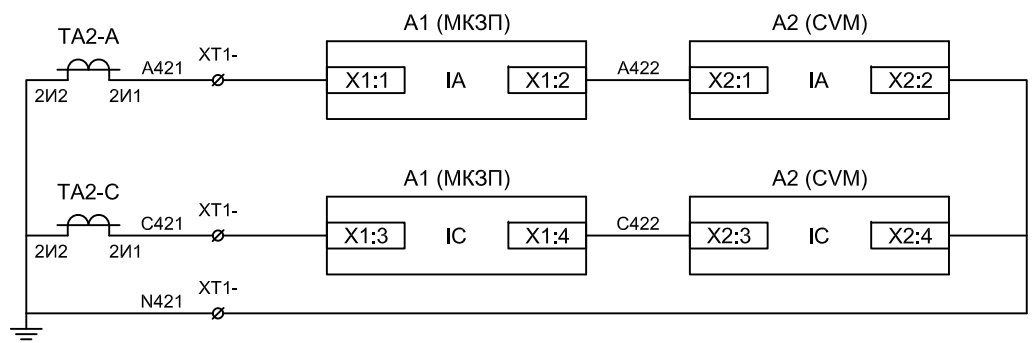 A1 (МКЗП)
A2 (CVM)
TA2-A
XT1-
A421
2И2
2И1
X1:1
IA
X1:2
A422
X2:1
IA
X2:2
A1 (МКЗП)
A2 (CVM)
TA2-C
XT1-
C421
2И2
2И1
X1:3
IC
X1:4
C422
X2:3
IC
X2:4
XT1-
N421